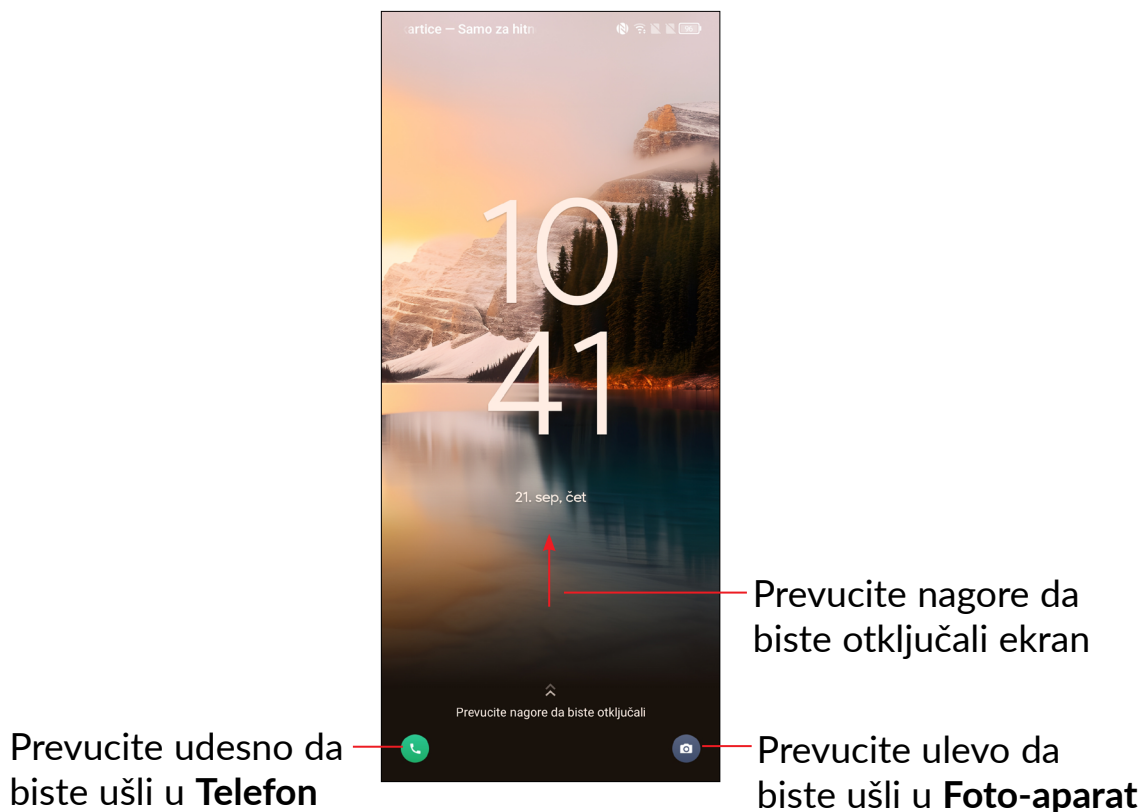 artice — Samo za hitn
10
41
21. sep, čet
Prevucite nagore da
biste otključali ekran
Prevucite nagore da biste otključali
Prevucite udesno da
biste ušli u Telefon
Prevucite ulevo da
biste ušlj u Foto-aparat